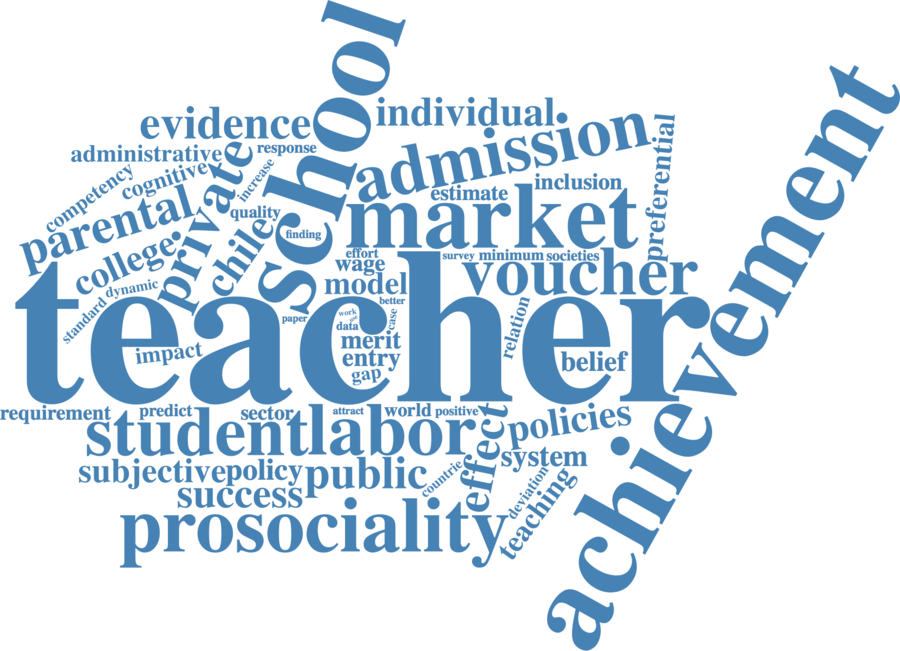 school
achievement
evidence
individual
admission
preferential
administrative
response
cognitive
competency
increase
private
estimate
inclusion
parental
quality
market
chile
finding
college
effort
survey
minimum
societies
wage
voucher
model
dynamic
standard
better
teacher
paper
work
data
case
relation
merit
impact
entry
belief
gap
requirement
predict
sector
attract
world
positive
student
labor
effect
policies
system
subjective
policy
public
countrie
deviation
teaching
success
prosociality